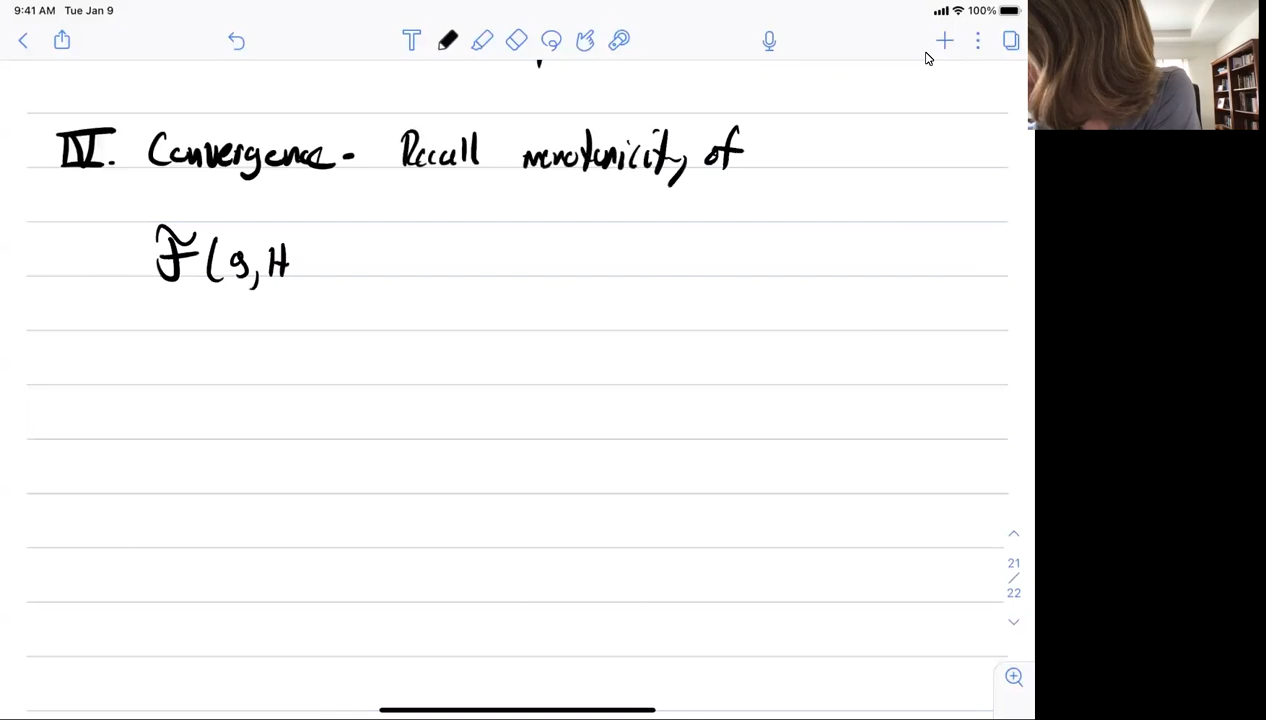 9:41 AM Tue Jan 9
100%
IV. Convergence - Recall monotonicity of
F̃(g, H
21
22